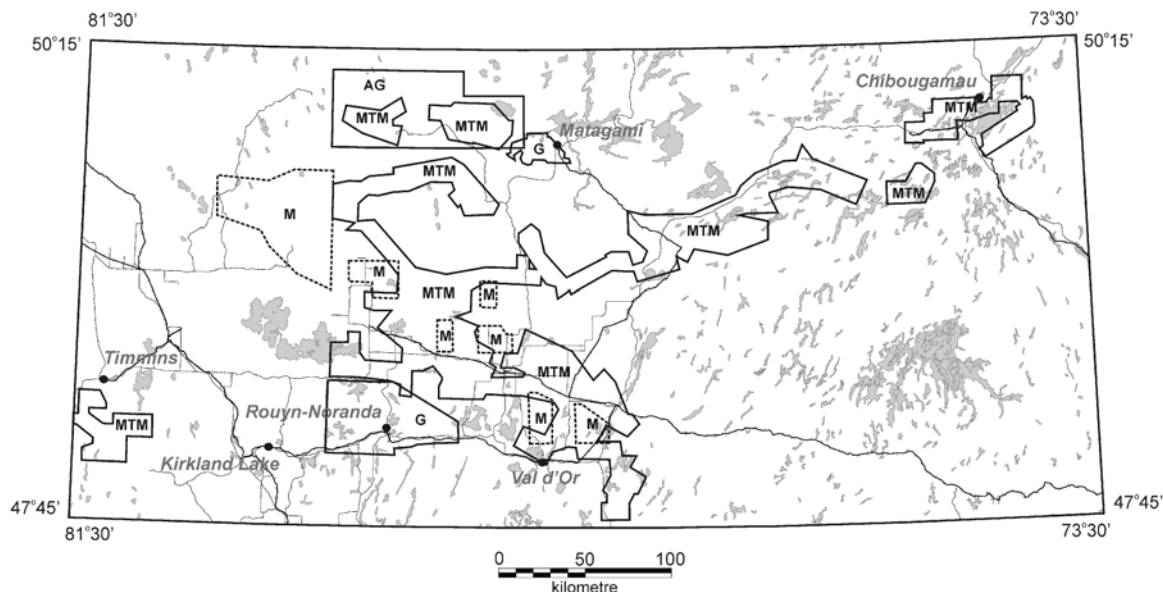 81°30'
73°30'
50°15'
50°15'
Chibougamau
AG
MTM
MTM
MTM
Matagami
G
MTM
MTM
M
MTM
M
MTM
M
M
M
Timmins
MTM
Rouyn-Noranda
G
M
M
MTM
Kirkland Lake
Val d'Or
47°45'
47°45'
81°30'
73°30'
0 50 100
kilometre